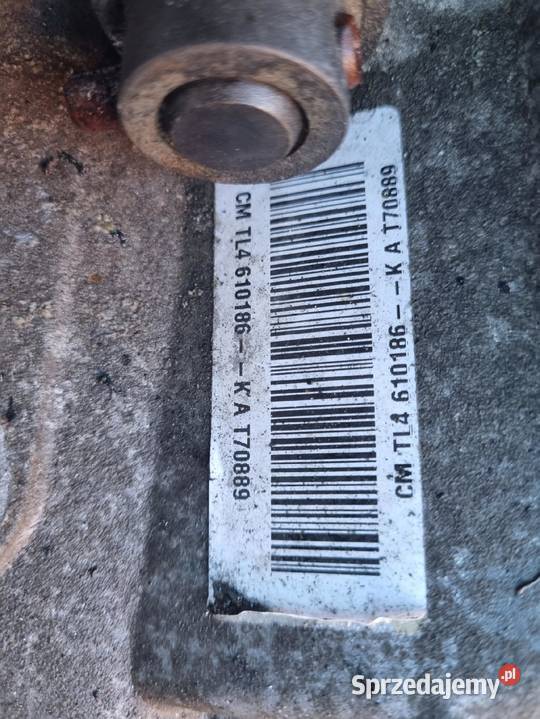 CM TL4 610186--K A T70889
CM TL4 610186--K A T70889
Sprzedajemy.pl